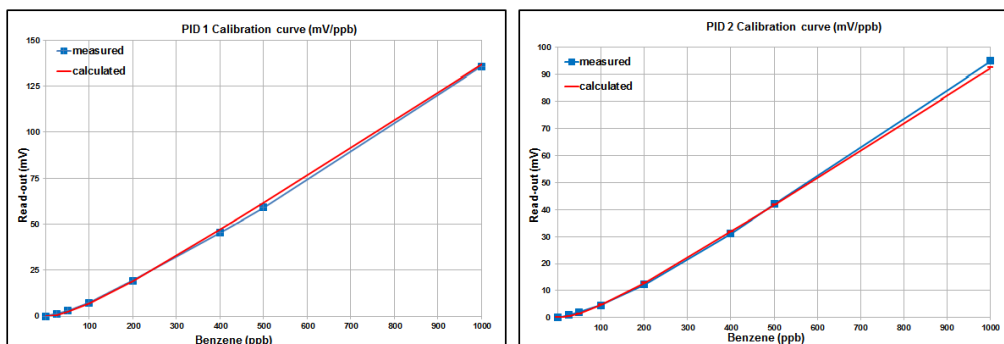 PID 1 Calibration curve (mV/ppb)
measured
calculated
Read-out (mV)
150
125
100
75
50
25
0
100 200 300 400 500 600 700 800 900 1000
Benzene (ppb)
PID 2 Calibration curve (mV/ppb)
measured
calculated
Read-out (mV)
100
90
80
70
60
50
40
30
20
10
0
100 200 300 400 500 600 700 800 900 1000
Benzene (ppb)